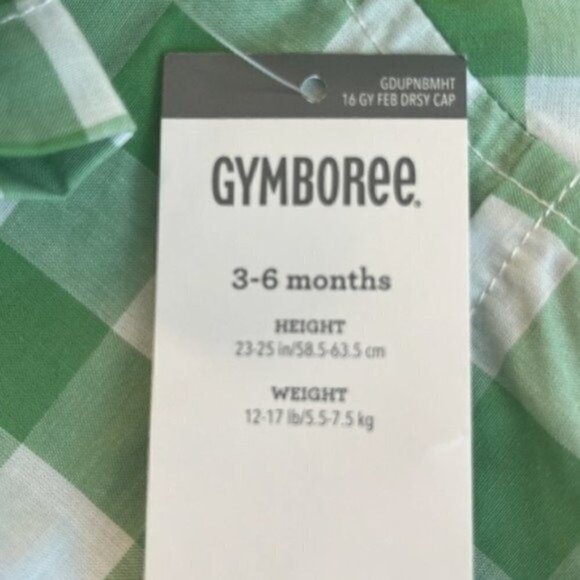 GDUPNBMHT
16 GY FEB DRSY CAP
GYMBOREE.
3-6 months
HEIGHT
23-25 in/58.5-63.5 cm
WEIGHT
12-17 lb/5.5-7.5 kg